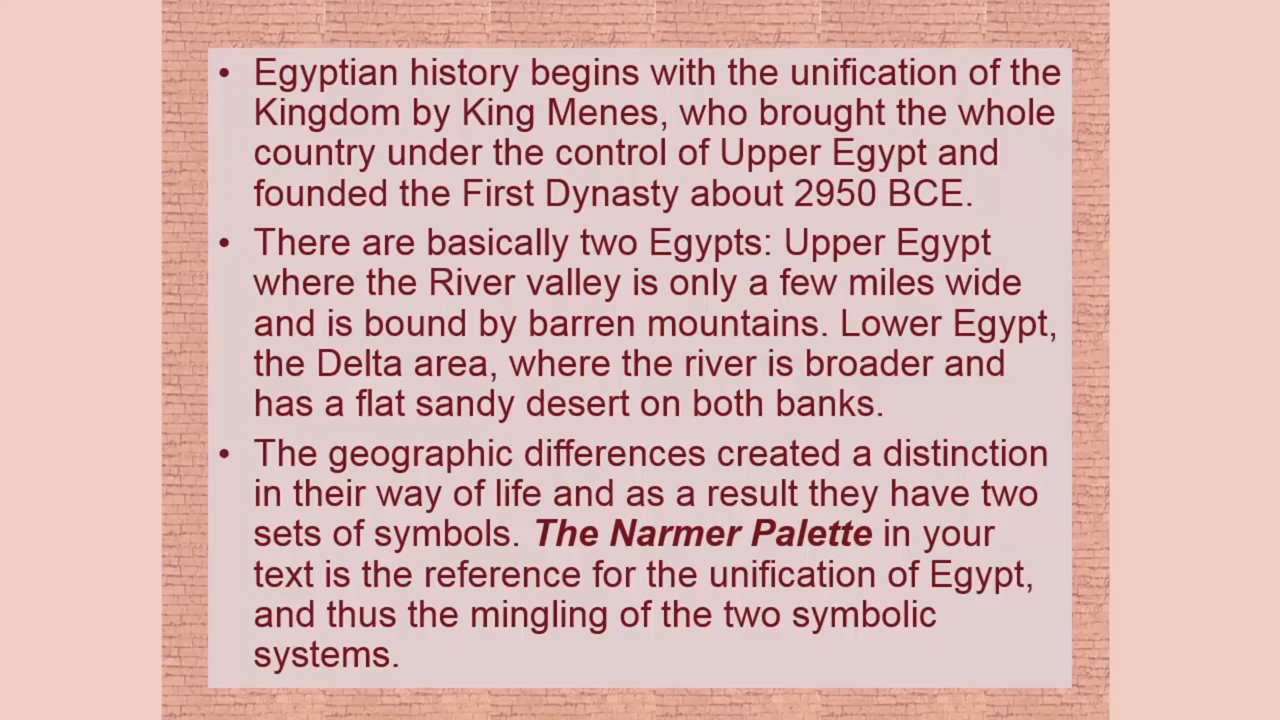 • Egyptian history begins with the unification of the
Kingdom by King Menes, who brought the whole
country under the control of Upper Egypt and
founded the First Dynasty about 2950 BCE.
• There are basically two Egypts: Upper Egypt
where the River valley is only a few miles wide
and is bound by barren mountains. Lower Egypt,
the Delta area, where the river is broader and
has a flat sandy desert on both banks.
• The geographic differences created a distinction
in their way of life and as a result they have two
sets of symbols. The Narmer Palette in your
text is the reference for the unification of Egypt,
and thus the mingling of the two symbolic
systems.